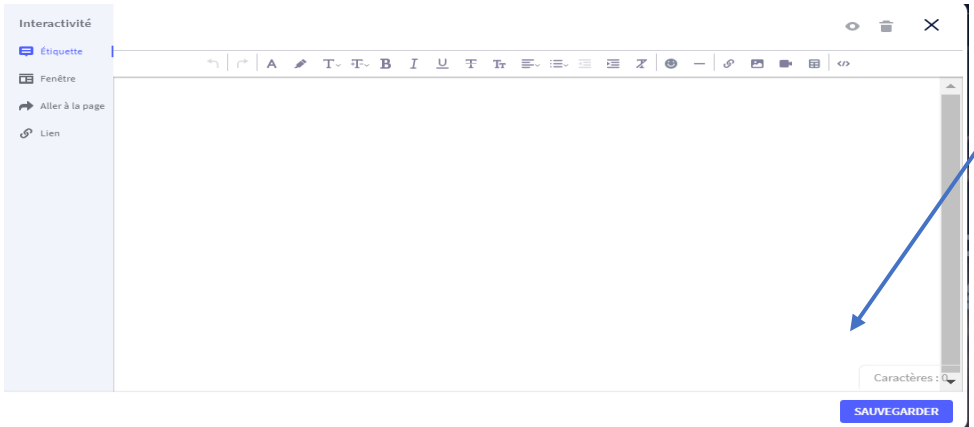 Interactivité
Étiquette
Fenêtre
Aller à la page
Lien
Caractères : 0
SAUVEGARDER